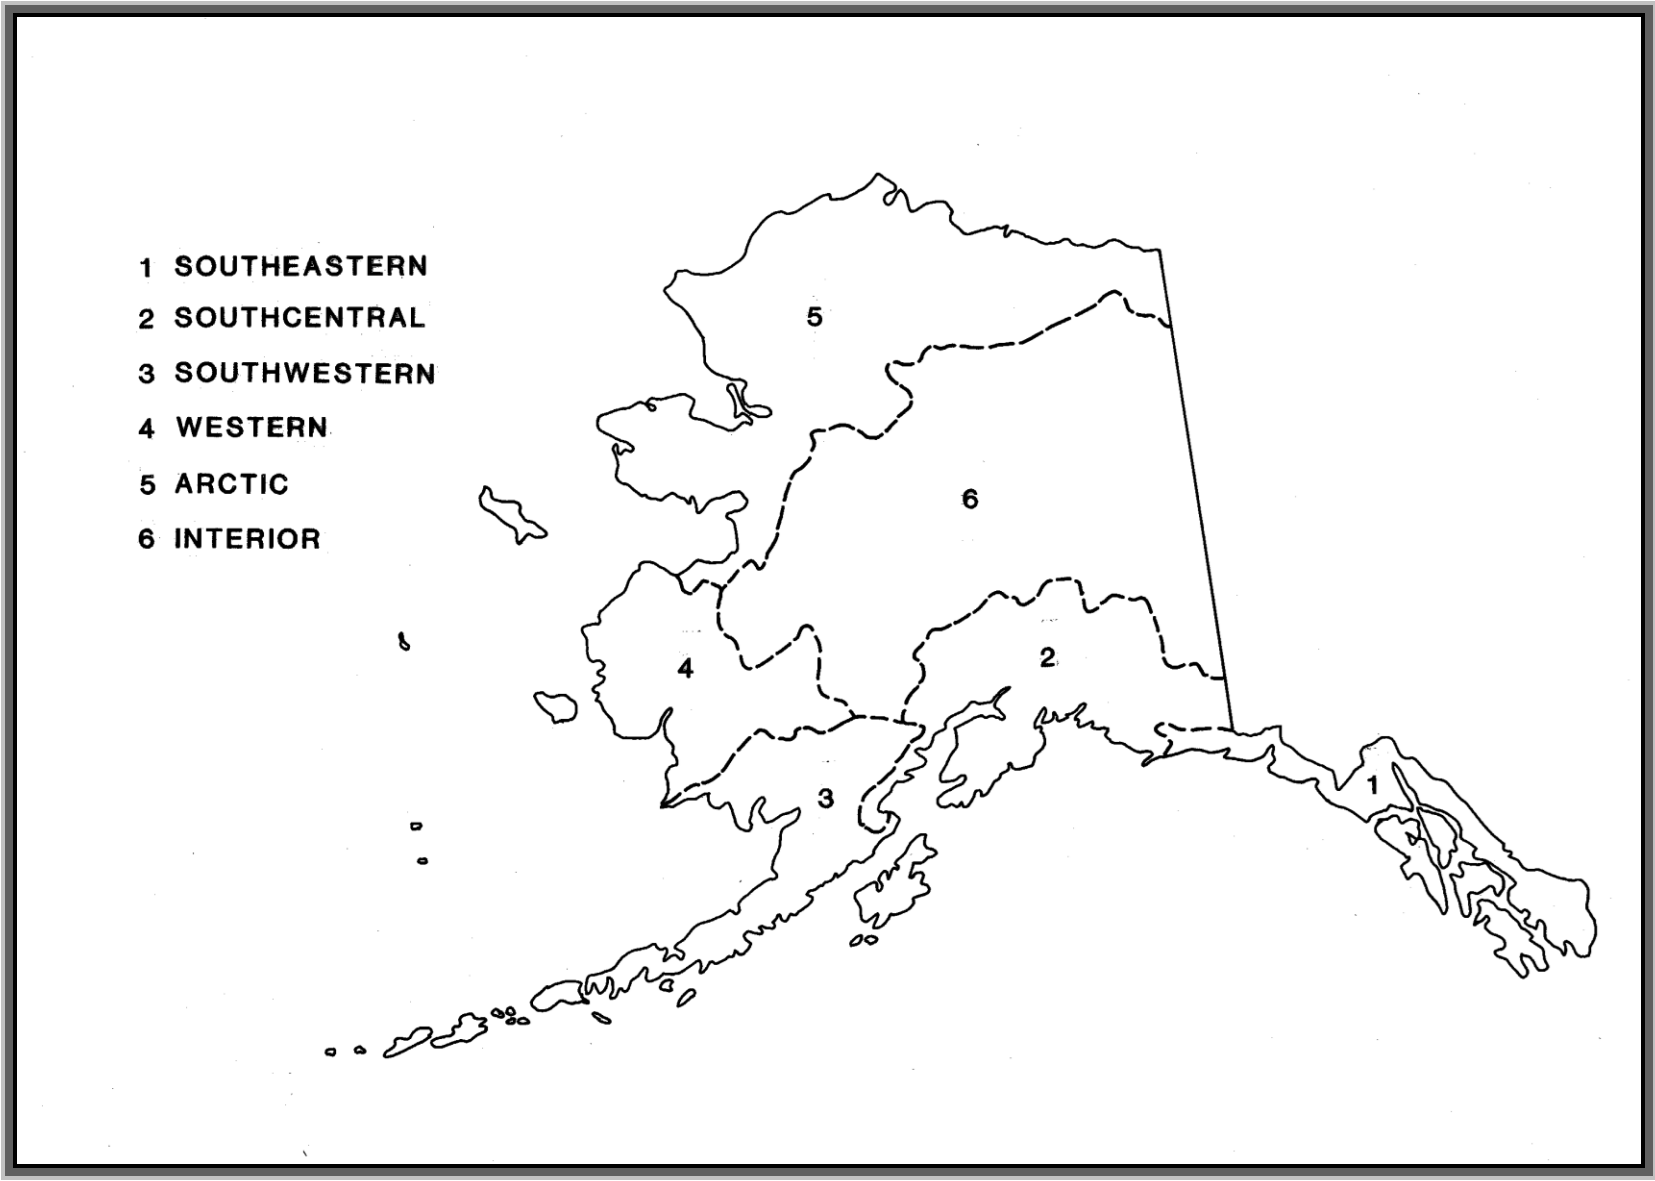 1 SOUTHEASTERN
2 SOUTHCENTRAL
3 SOUTHWESTERN
4 WESTERN
5 ARCTIC
6 INTERIOR
5
6
2
4
1
3